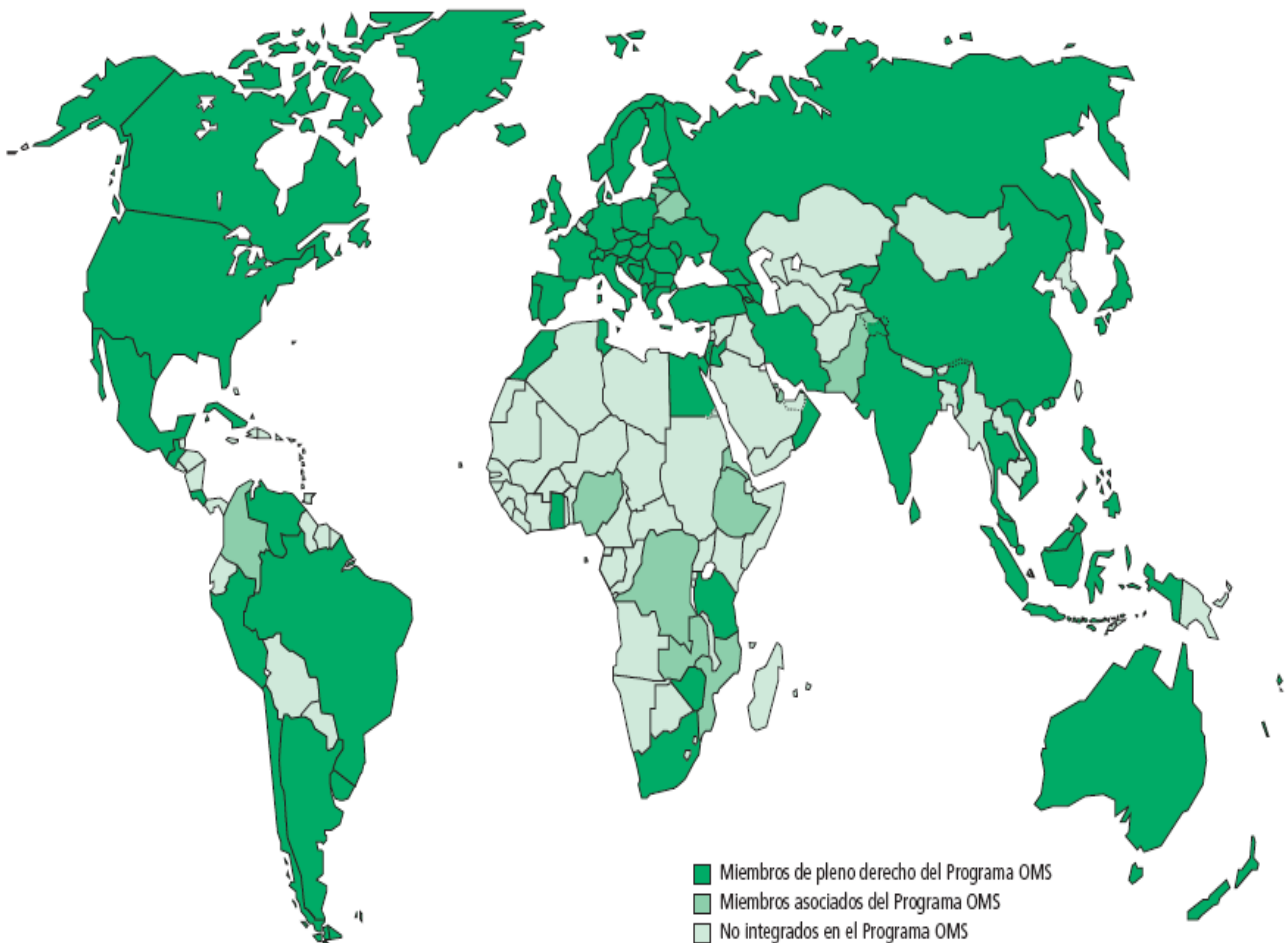 Miembros de pleno derecho del Programa OMS
Miembros asociados del Programa OMS
No integrados en el Programa OMS